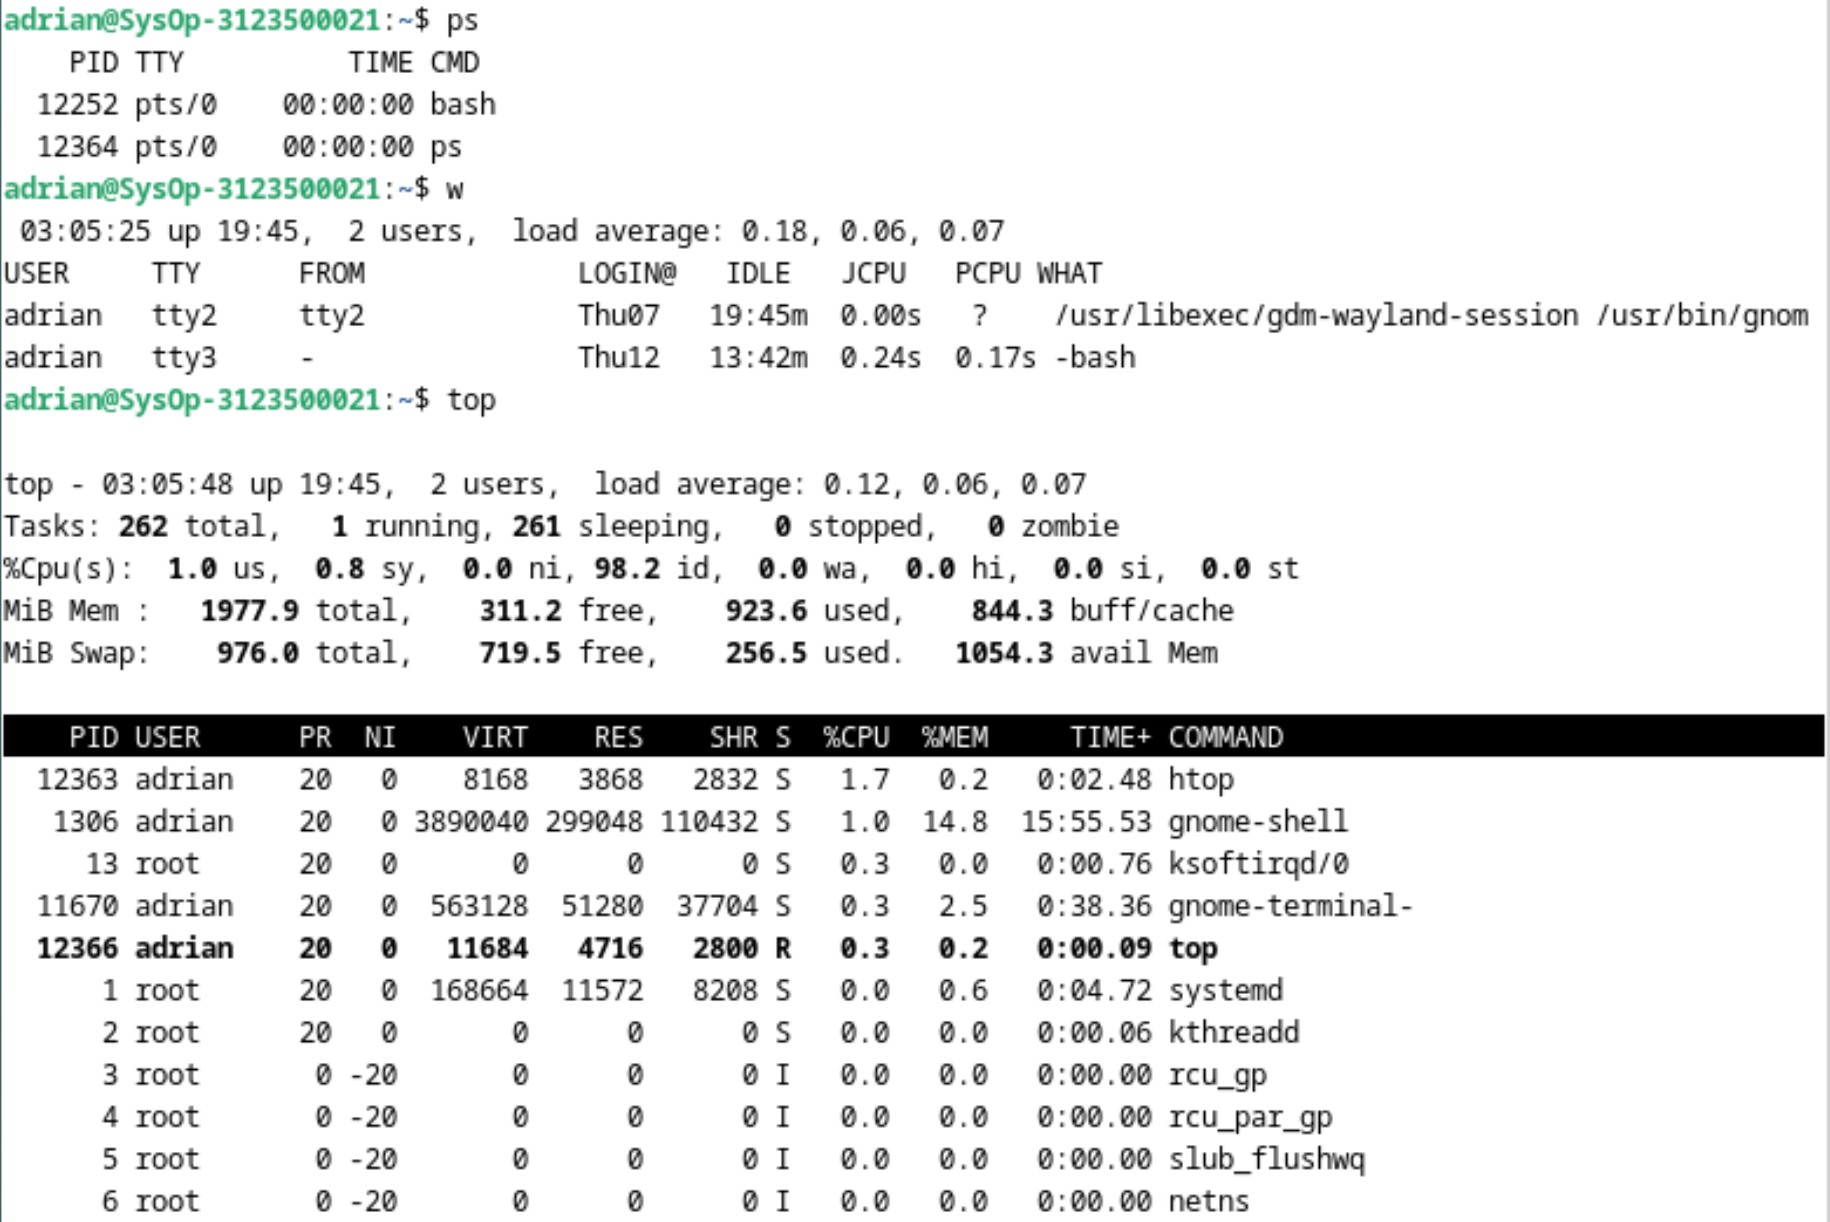 adrian@SysOp-3123500021:~$ ps
    PID TTY          TIME CMD
  12252 pts/0    00:00:00 bash
  12364 pts/0    00:00:00 ps
adrian@SysOp-3123500021:~$ w
 03:05:25 up 19:45,  2 users,  load average: 0.18, 0.06, 0.07
USER     TTY      FROM             LOGIN@   IDLE   JCPU   PCPU WHAT
adrian   tty2     tty2             Thu07   19:45m  0.00s   ?    /usr/libexec/gdm-wayland-session /usr/bin/gnom
adrian   tty3     -                Thu12   13:42m  0.24s  0.17s -bash
adrian@SysOp-3123500021:~$ top

top - 03:05:48 up 19:45,  2 users,  load average: 0.12, 0.06, 0.07
Tasks: 262 total,   1 running, 261 sleeping,   0 stopped,   0 zombie
%Cpu(s):  1.0 us,  0.8 sy,  0.0 ni, 98.2 id,  0.0 wa,  0.0 hi,  0.0 si,  0.0 st
MiB Mem :   1977.9 total,    311.2 free,    923.6 used,    844.3 buff/cache
MiB Swap:    976.0 total,    719.5 free,    256.5 used.   1054.3 avail Mem

    PID USER      PR  NI    VIRT    RES    SHR S  %CPU  %MEM     TIME+ COMMAND
  12363 adrian    20   0    8168   3868   2832 S   1.7   0.2   0:02.48 htop
   1306 adrian    20   0 3890040 299048 110432 S   1.0  14.8  15:55.53 gnome-shell
     13 root      20   0       0      0      0 S   0.3   0.0   0:00.76 ksoftirqd/0
  11670 adrian    20   0  563128  51280  37704 S   0.3   2.5   0:38.36 gnome-terminal-
  12366 adrian    20   0   11684   4716   2800 R   0.3   0.2   0:00.09 top
      1 root      20   0  168664  11572   8208 S   0.0   0.6   0:04.72 systemd
      2 root      20   0       0      0      0 S   0.0   0.0   0:00.06 kthreadd
      3 root       0 -20       0      0      0 I   0.0   0.0   0:00.00 rcu_gp
      4 root       0 -20       0      0      0 I   0.0   0.0   0:00.00 rcu_par_gp
      5 root       0 -20       0      0      0 I   0.0   0.0   0:00.00 slub_flushwq
      6 root       0 -20       0      0      0 I   0.0   0.0   0:00.00 netns